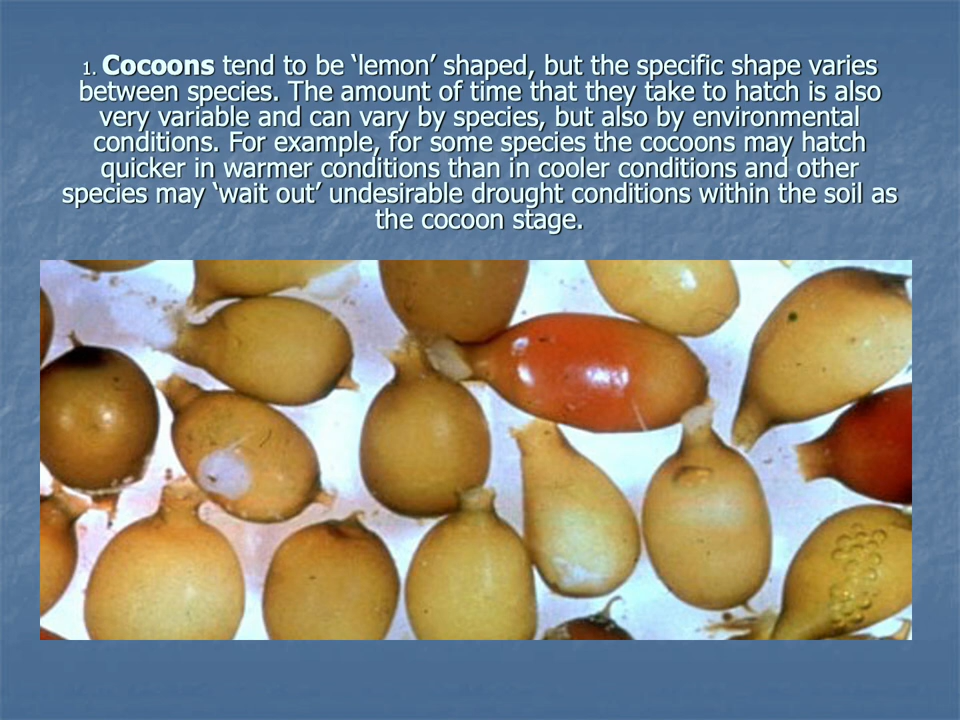 1. Cocoons tend to be ‘lemon’ shaped, but the specific shape varies
between species. The amount of time that they take to hatch is also
very variable and can vary by species, but also by environmental
conditions. For example, for some species the cocoons may hatch
quicker in warmer conditions than in cooler conditions and other
species may ‘wait out’ undesirable drought conditions within the soil as
the cocoon stage.